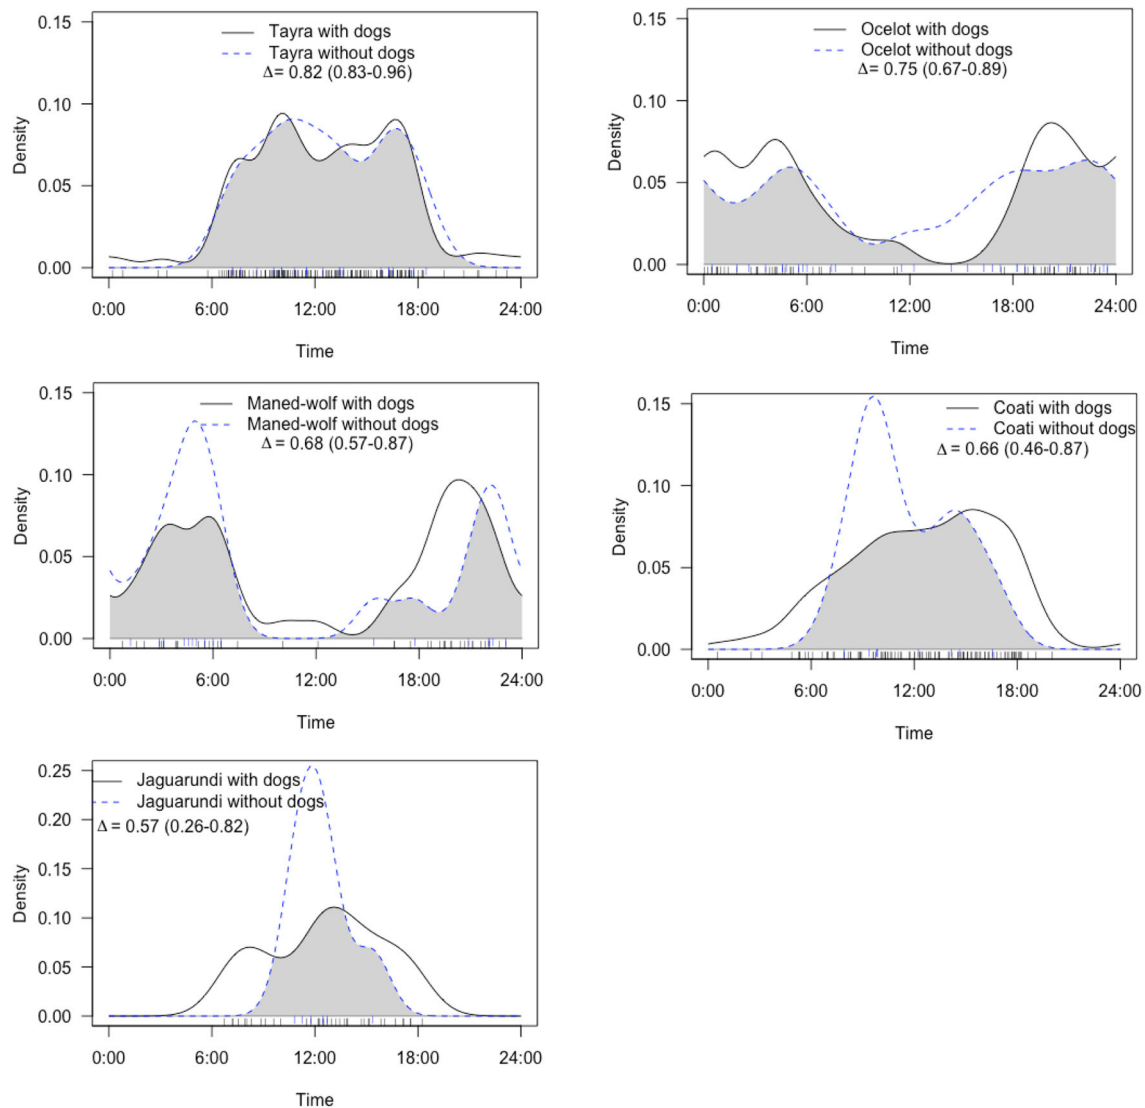 0.15
Tayra with dogs
Tayra without dogs
Δ= 0.82 (0.83-0.96)
0.10
Density
0.05
0.00
0:00 6:00 12:00 18:00 24:00
Time
0.15
Ocelot with dogs
Ocelot without dogs
Δ= 0.75 (0.67-0.89)
0.10
Density
0.05
0.00
0:00 6:00 12:00 18:00 24:00
Time
0.15
Maned-wolf with dogs
Maned-wolf without dogs
Δ = 0.68 (0.57-0.87)
0.10
Density
0.05
0.00
0:00 6:00 12:00 18:00 24:00
Time
0.15
Coati with dogs
Coati without dogs
Δ = 0.66 (0.46-0.87)
0.10
Density
0.05
0.00
0:00 6:00 12:00 18:00 24:00
Time
0.25
Jaguarundi with dogs
Jaguarundi without dogs
0.20
Δ = 0.57 (0.26-0.82)
0.15
Density
0.10
0.05
0.00
0:00 6:00 12:00 18:00 24:00
Time